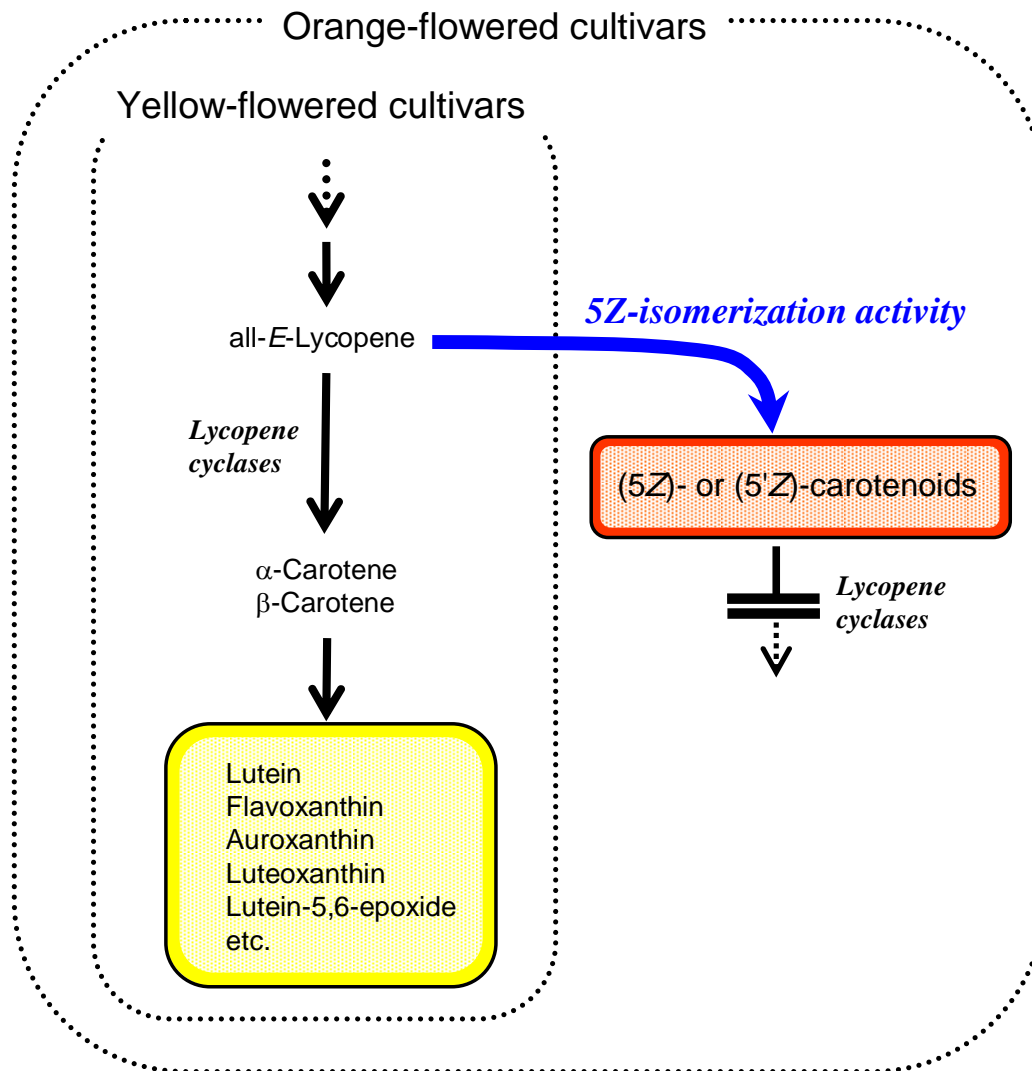 Orange-flowered cultivars
Yellow-flowered cultivars
5Z-isomerization activity
all-E-Lycopene
Lycopene
cyclases
(5Z)- or (5'Z)-carotenoids
α-Carotene
β-Carotene
Lycopene
cyclases
Lutein
Flavoxanthin
Auroxanthin
Luteoxanthin
Lutein-5,6-epoxide
etc.